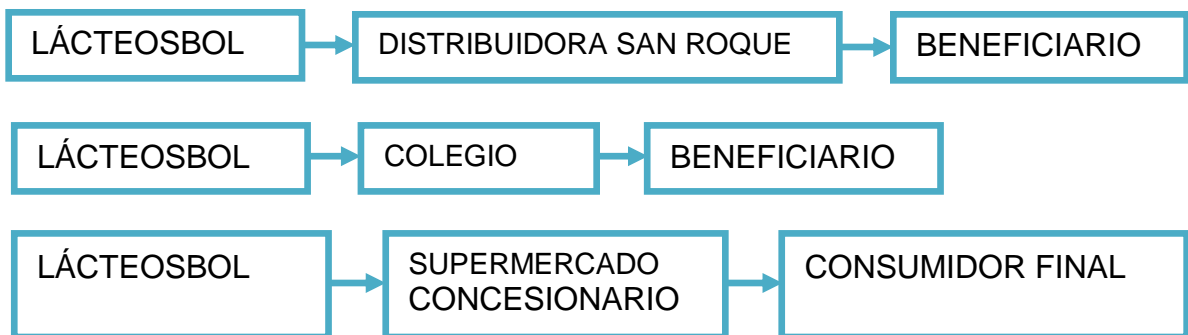 LÁCTEOSBOL
DISTRIBUIDORA SAN ROQUE
BENEFICIARIO
LÁCTEOSBOL
COLEGIO
BENEFICIARIO
LÁCTEOSBOL
SUPERMERCADO
CONCESIONARIO
CONSUMIDOR FINAL